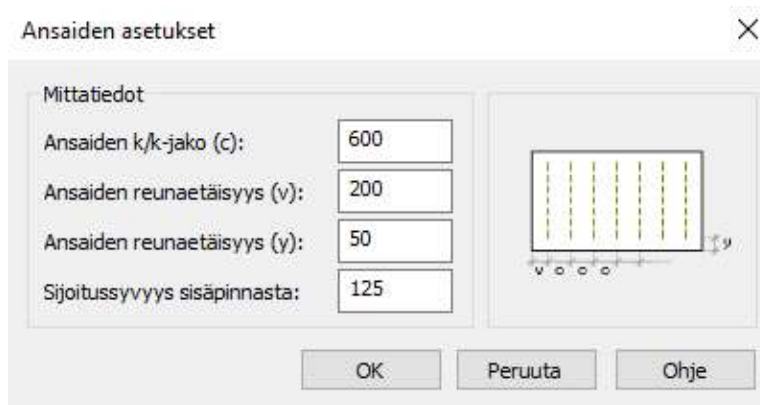 Ansaiden asetukset
Mittatiedot
Ansaiden k/k-jako (c): 600
Ansaiden reunaetäisyys (v): 200
Ansaiden reunaetäisyys (y): 50
Sijoitussyvyys sisäpinnasta: 125
y
v c c c
OK Peruuta Ohje